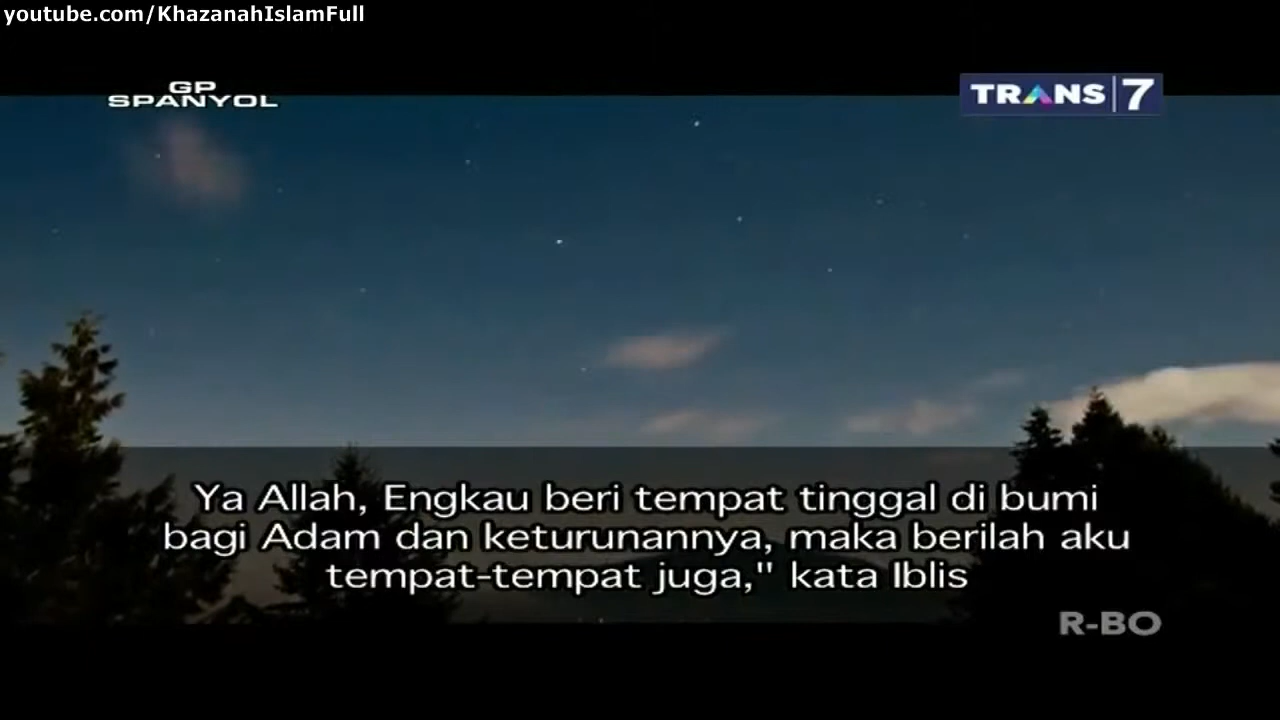 youtube.com/KhazanahIslamFull
GP
SPANYOL
TRANS 7
Ya Allah, Engkau beri tempat tinggal di bumi
bagi Adam dan keturunannya, maka berilah aku
tempat-tempat juga," kata Iblis
R-BO